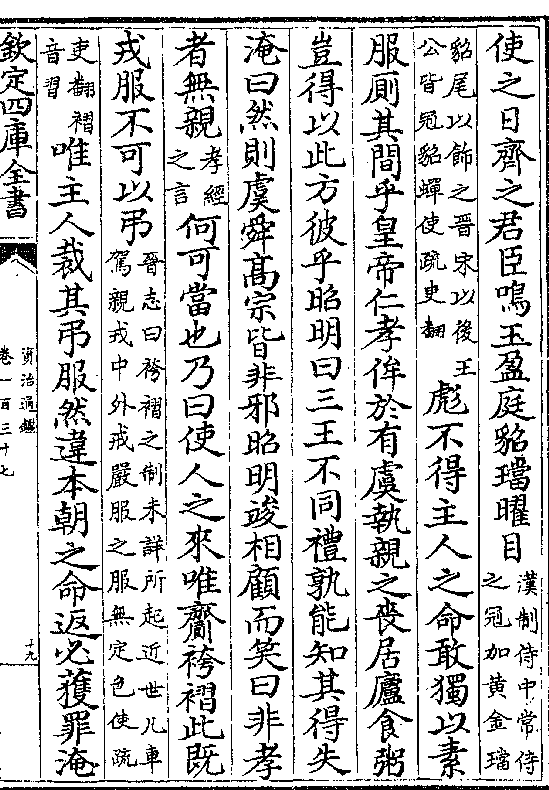 使之日齊之君臣鳴玉盈庭貂璫曜目漢制侍中常侍
之冠加黄金璫
貂尾以飾之晉宋以後王
公皆冠貂蟬使疏吏翻彪不得主人之命敢獨以素
服厠其間乎皇帝仁孝侔於有虞執親之喪居廬食粥
豈得以此方彼乎昭明曰三王不同禮孰能知其得失
淹曰然則虞舜髙宗皆非邪昭明竣相顧而笑曰非孝
者無親孝經
之言何可當也乃曰使人之來唯齎袴褶此既
戎服不可以弔晉志曰袴褶之制未詳所起近世凡車
駕親戎中外戒嚴服之服無定色使疏
吏翻褶
音習唯主人裁其弔服然違本朝之命返必獲罪淹
欽定四庫全書
資治通鑑
卷一百三十七
十九